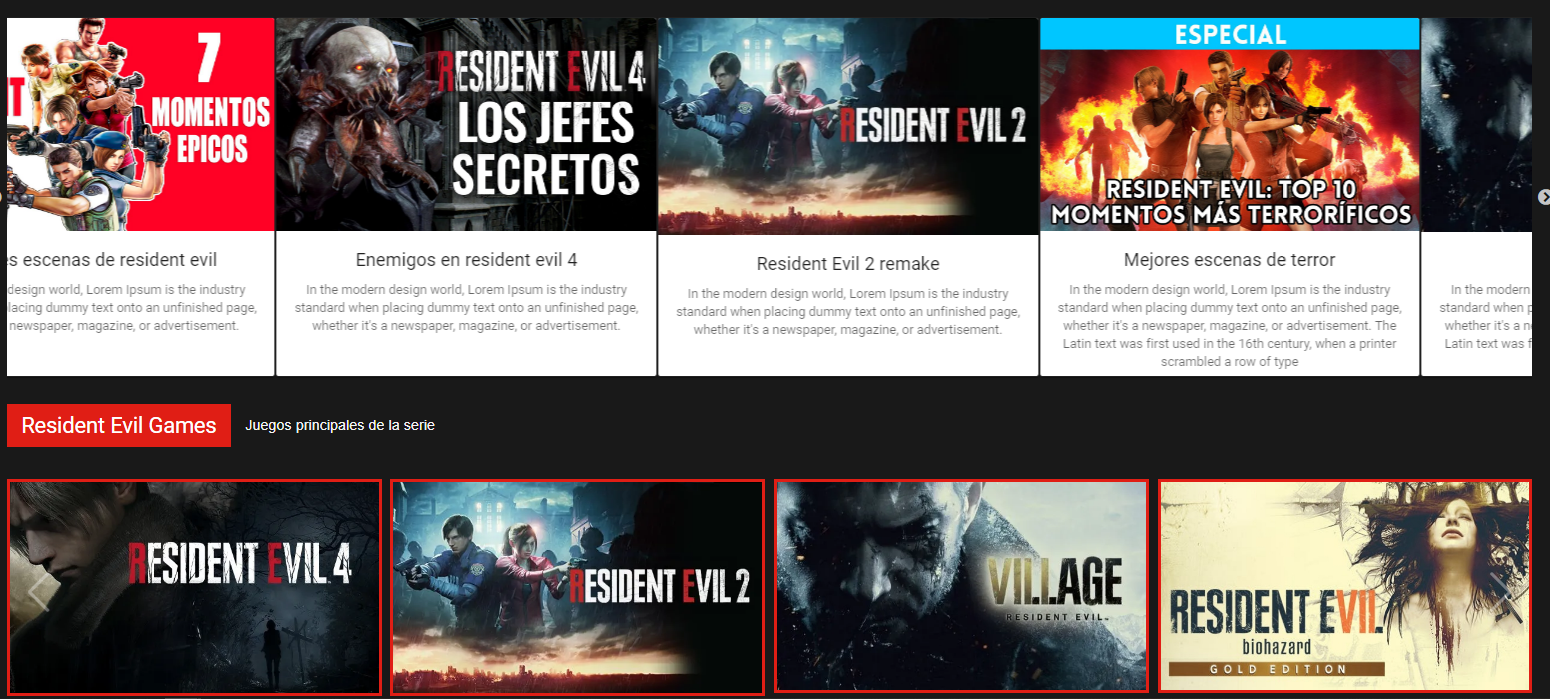 T
7
MOMENTOS
EPICOS
s escenas de resident evil
design world, Lorem Ipsum is the industry
lacing dummy text onto an unfinished page,
newspaper, magazine, or advertisement.
RESIDENT EVIL 4
LOS JEFES
SECRETOS
Enemigos en resident evil 4
In the modern design world, Lorem Ipsum is the industry
standard when placing dummy text onto an unfinished page,
whether it's a newspaper, magazine, or advertisement.
RESIDENT EVIL 2
Resident Evil 2 remake
In the modern design world, Lorem Ipsum is the industry
standard when placing dummy text onto an unfinished page,
whether it's a newspaper, magazine, or advertisement.
ESPECIAL
RESIDENT EVIL: TOP 10
MOMENTOS MÁS TERRORÍFICOS
Mejores escenas de terror
In the modern design world, Lorem Ipsum is the industry
standard when placing dummy text onto an unfinished page,
whether it's a newspaper, magazine, or advertisement. The
Latin text was first used in the 16th century, when a printer
scrambled a row of type
In the modern
standard when p
whether it's a n
Latin text was f
Resident Evil Games
Juegos principales de la serie
RESIDENT EVIL 4
RESIDENT EVIL 2
VILLAGE
RESIDENT EVIL
RESIDENT EVIL
biohazard
GOLD EDITION